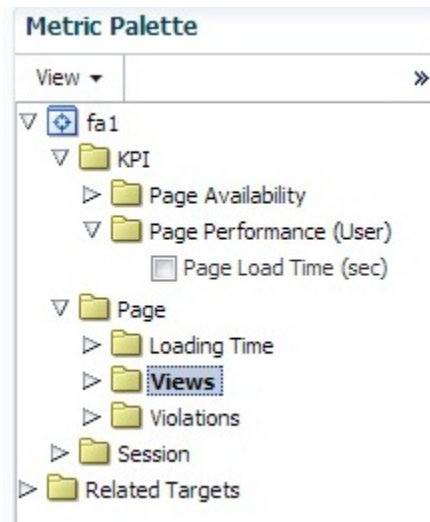 Metric Palette
View
fa1
KPI
Page Availability
Page Performance (User)
Page Load Time (sec)
Page
Loading Time
Views
Violations
Session
Related Targets